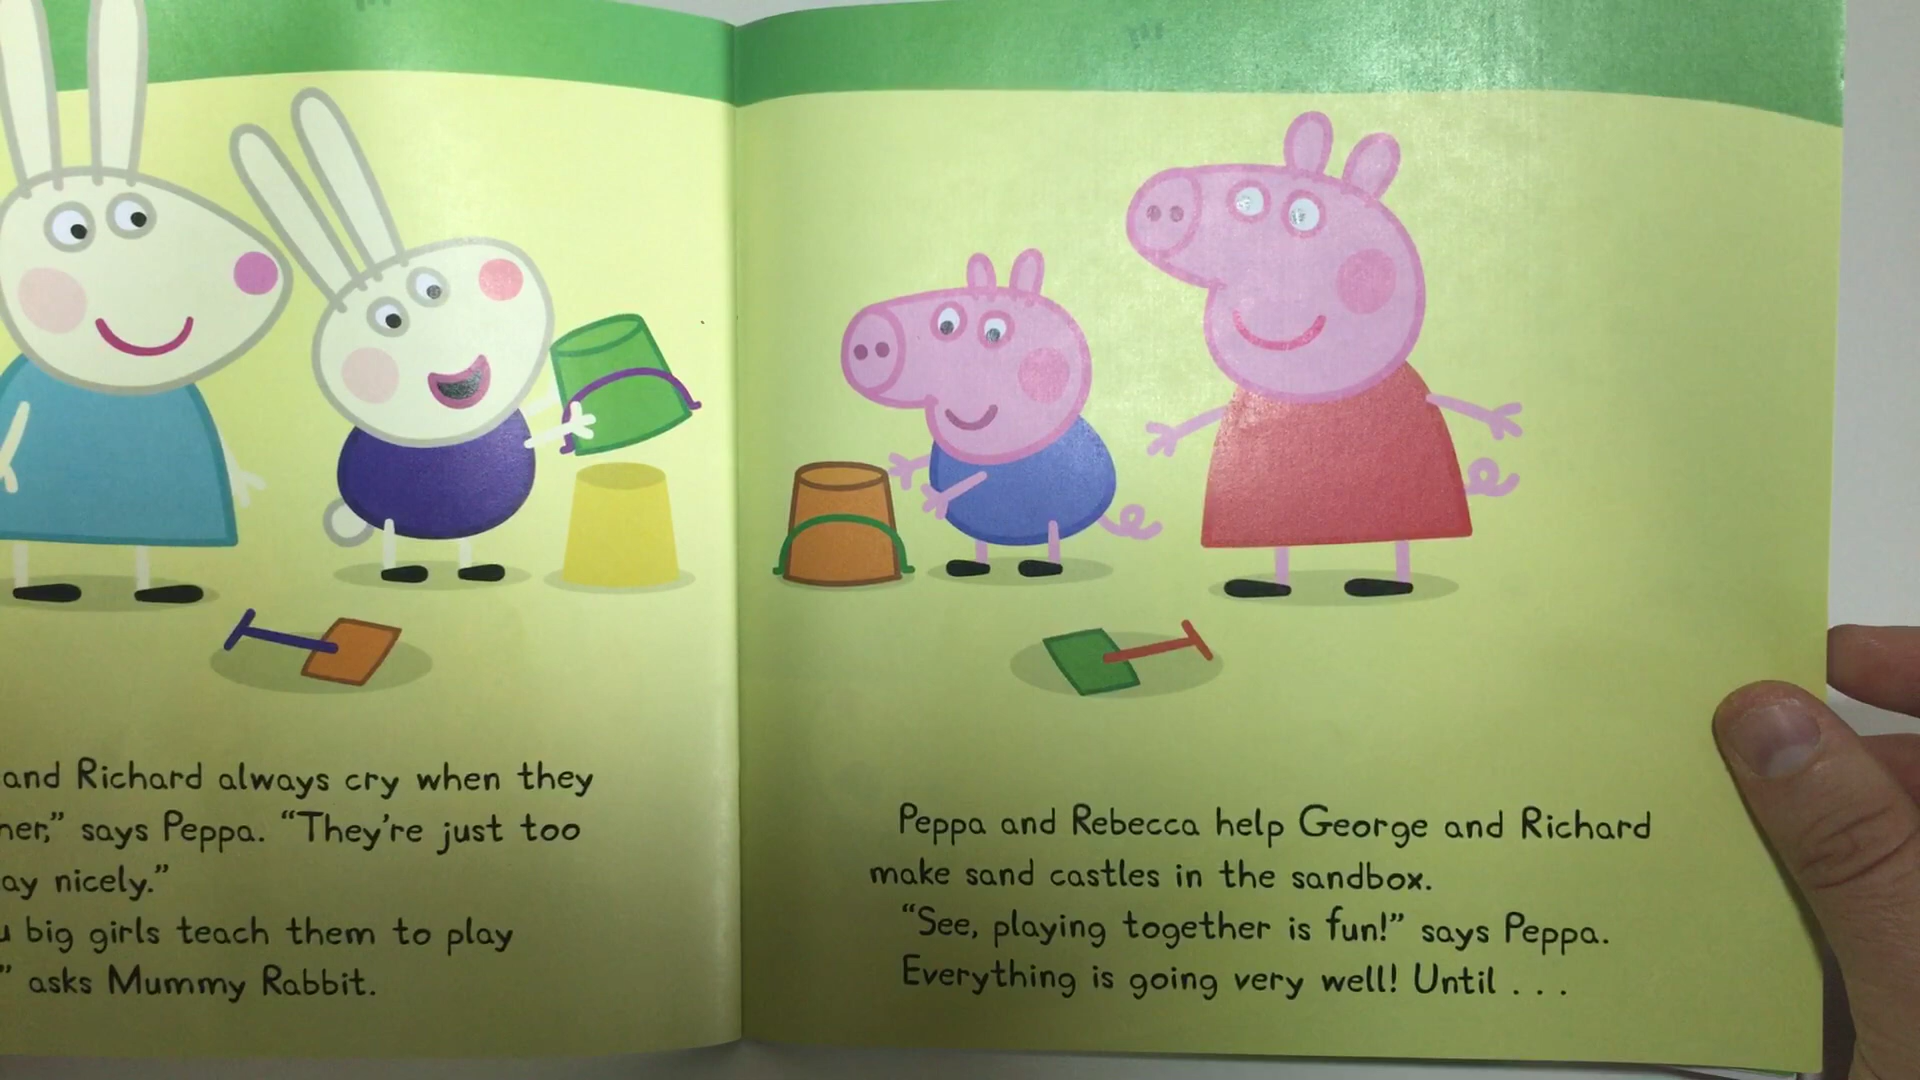 and Richard always cry when they
says Peppa. “They’re just too
nicely.”
big girls teach them to play
” asks Mummy Rabbit.
Peppa and Rebecca help George and Richard
make sand castles in the sandbox.
“See, playing together is fun!” says Peppa.
Everything is going very well! Until . . .